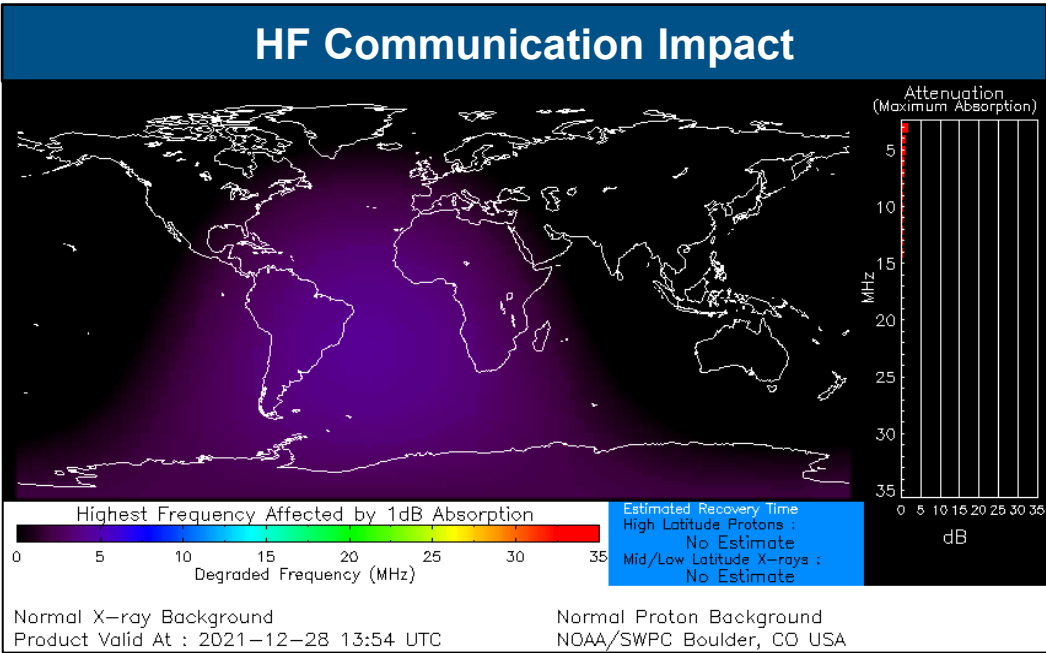 HF Communication Impact
Attenuation
(Maximum Absorption)
5
10
15
20
25
30
35
MHz
0 5 10 15 20 25 30 35
dB
Highest Frequency Affected by 1dB Absorption
0 5 10 15 20 25 30 35
Degraded Frequency (MHz)
Estimated Recovery Time
High Latitude Protons :
No Estimate
Mid/Low Latitude X-rays :
No Estimate
Normal X-ray Background
Product Valid At : 2021-12-28 13:54 UTC
Normal Proton Background
NOAA/SWPC Boulder, CO USA